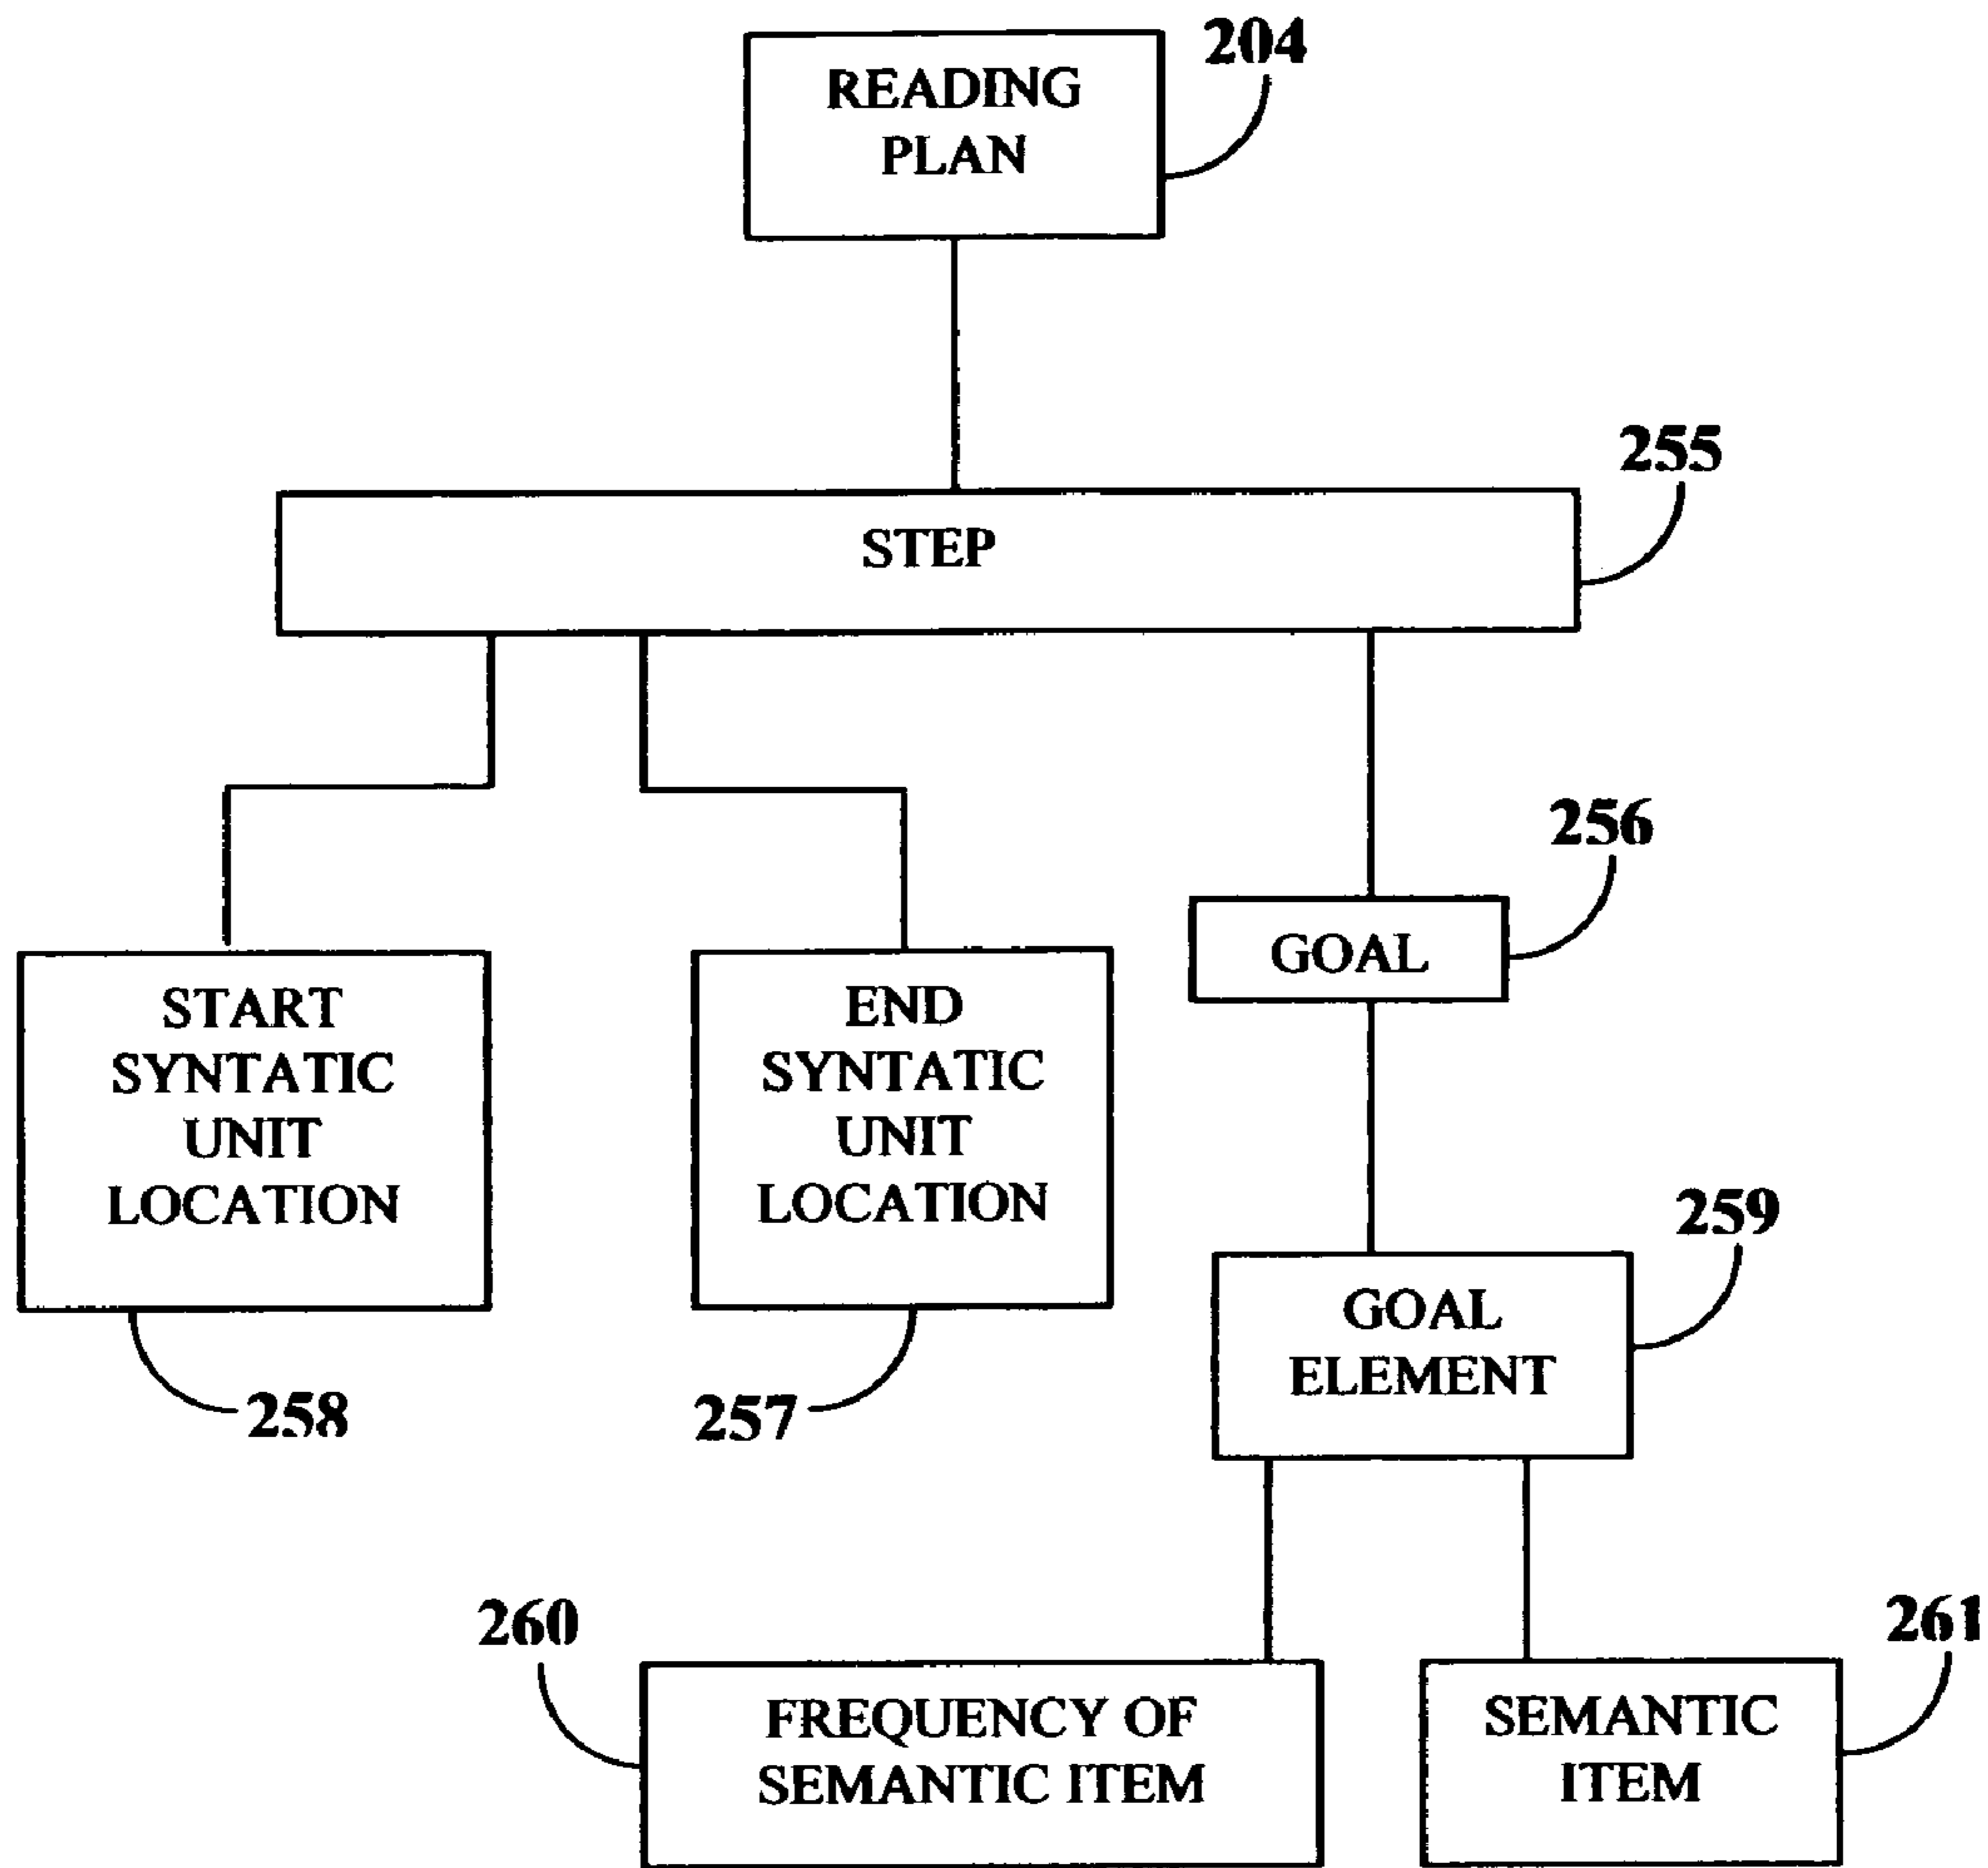 204
READING
PLAN
255
STEP
256
GOAL
START
SYNTATIC
UNIT
LOCATION
258
END
SYNTATIC
UNIT
LOCATION
257
259
GOAL
ELEMENT
260
FREQUENCY OF
SEMANTIC ITEM
261
SEMANTIC
ITEM